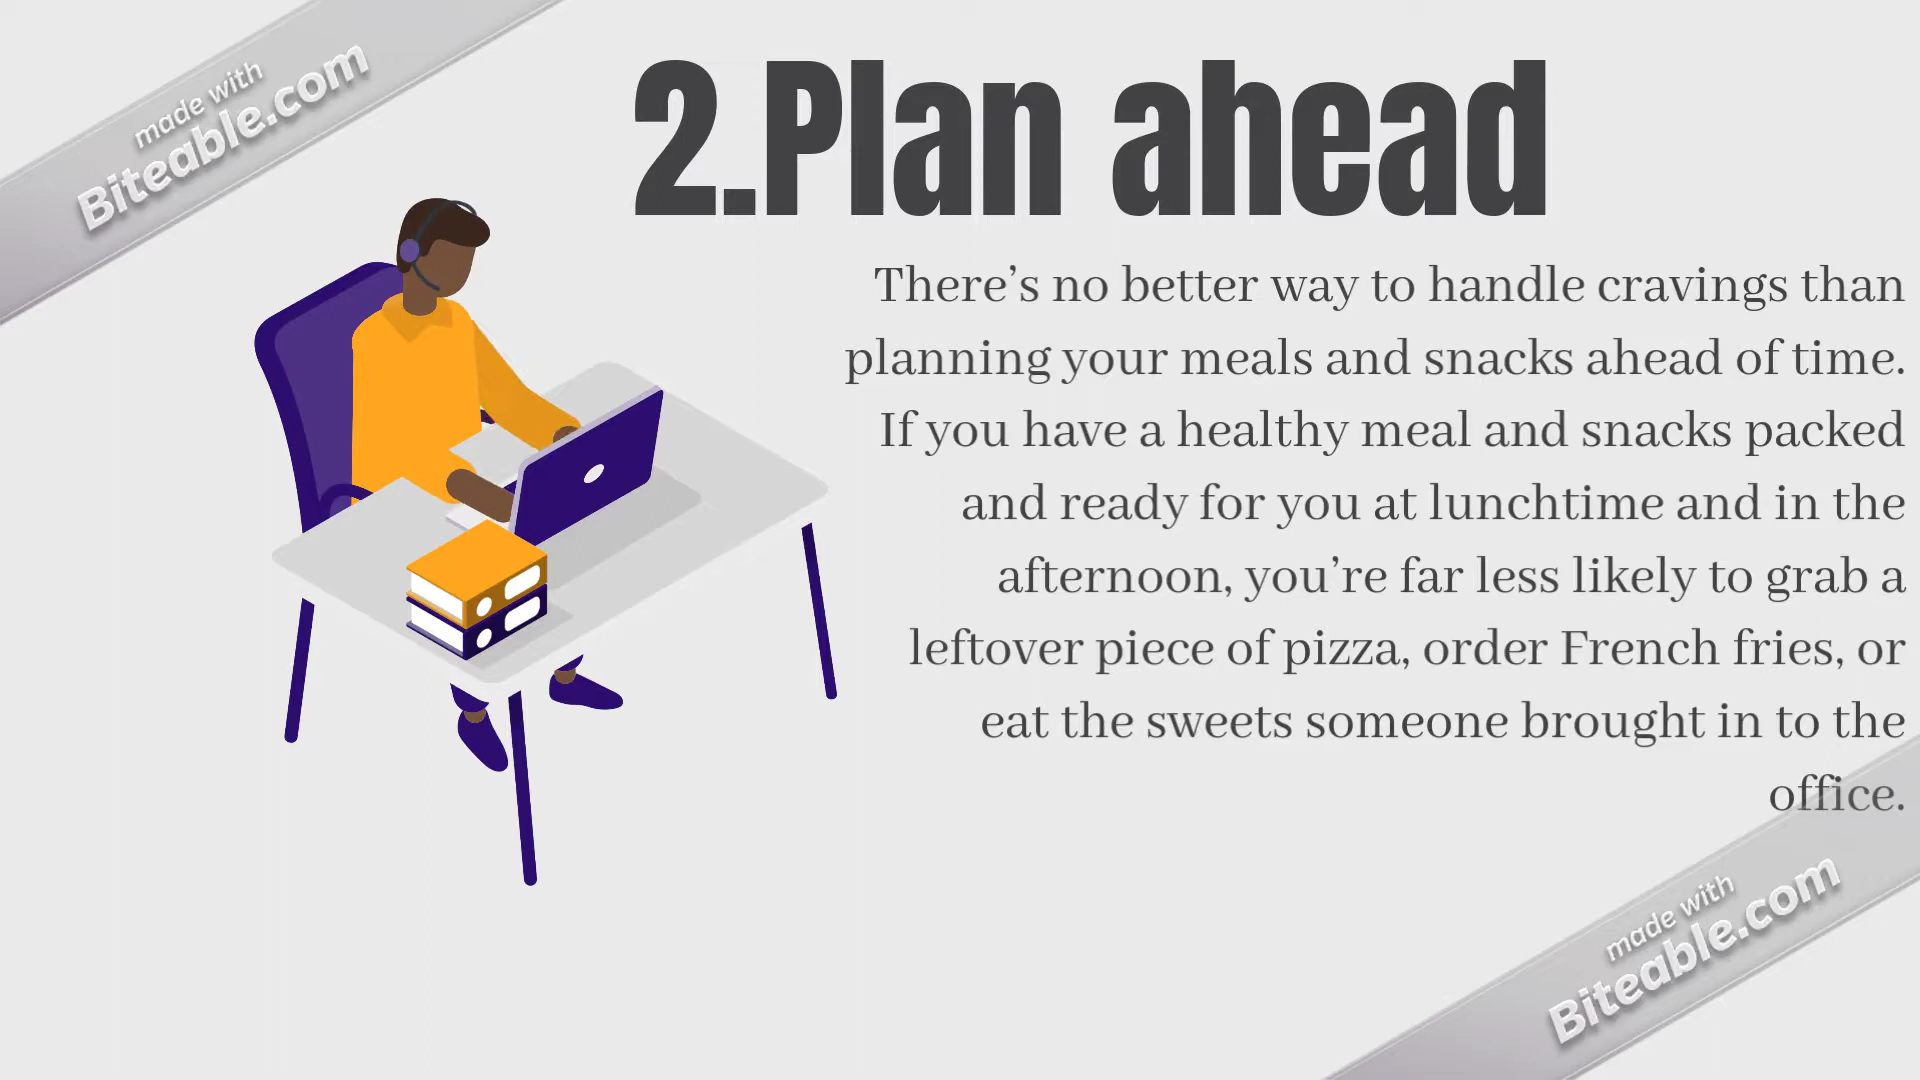 made with
Biteable.com
2.Plan ahead
There’s no better way to handle cravings than
planning your meals and snacks ahead of time.
If you have a healthy meal and snacks packed
and ready for you at lunchtime and in the
afternoon, you’re far less likely to grab a
leftover piece of pizza, order French fries, or
eat the sweets someone brought in to the
office.
made with
Biteable.com